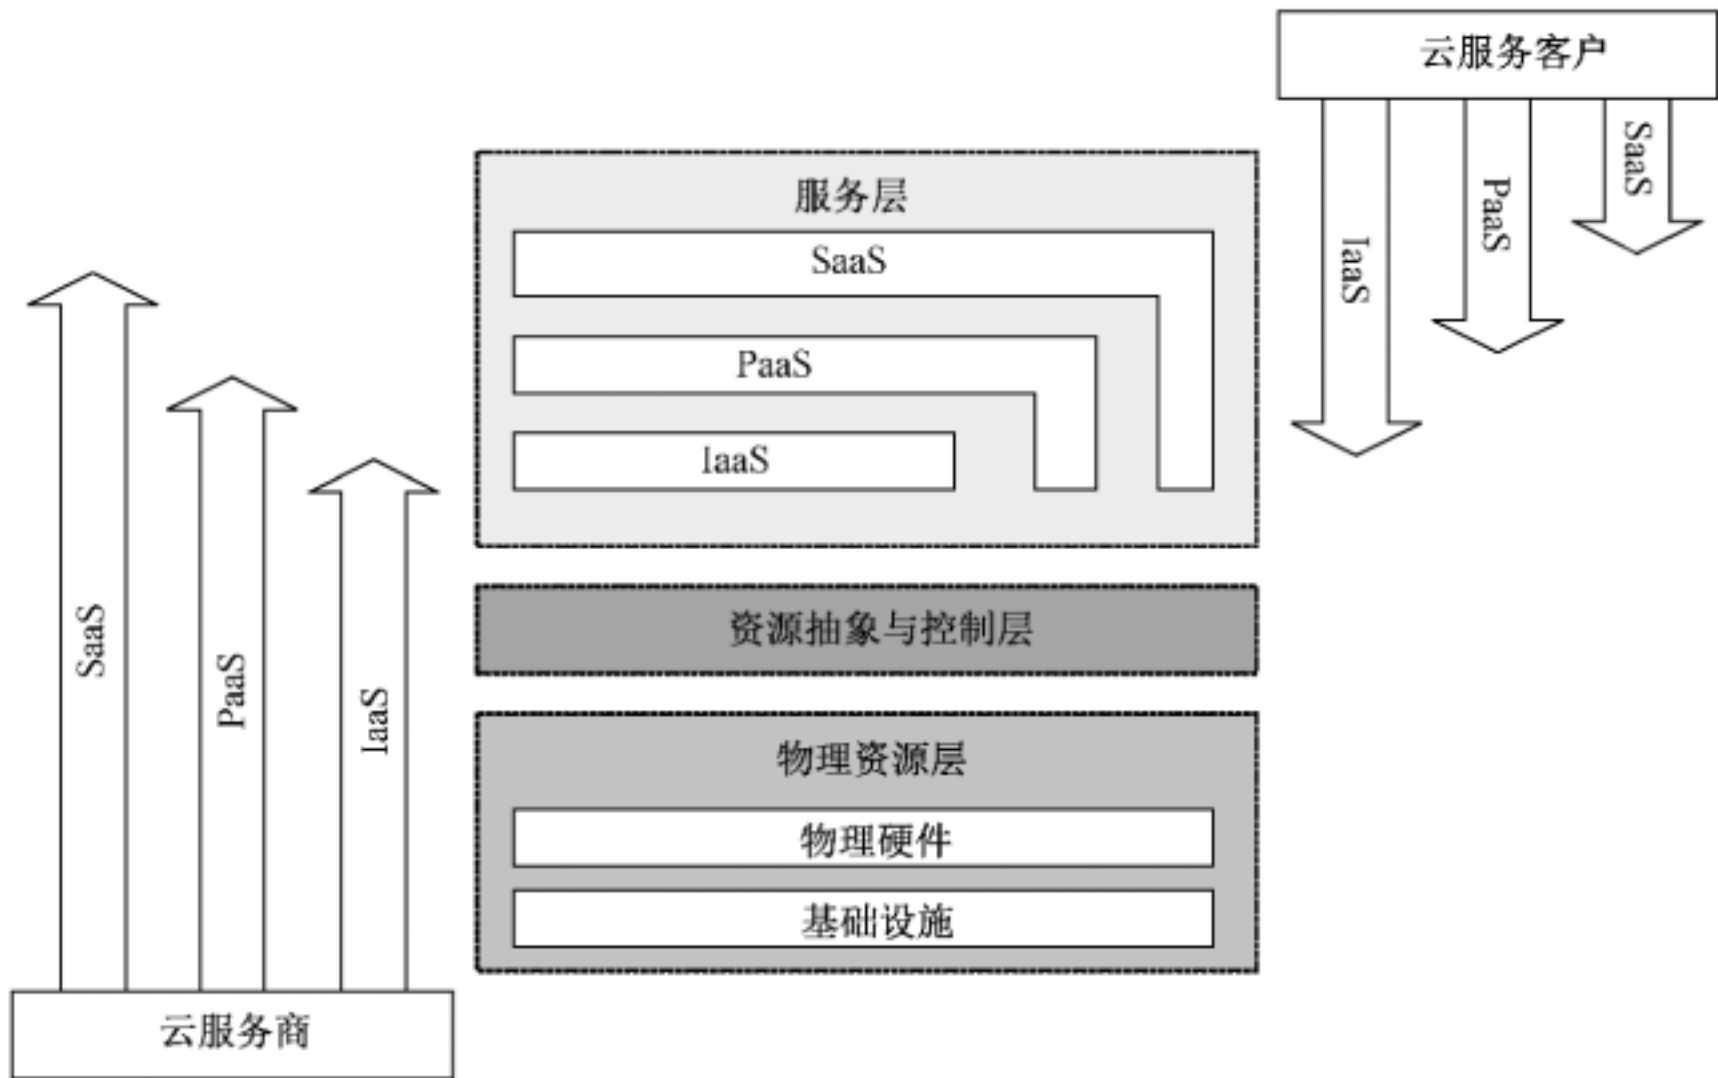 云服务客户
IaaS
PaaS
SaaS
服务层
SaaS
PaaS
IaaS
资源抽象与控制层
物理资源层
物理硬件
基础设施
SaaS
PaaS
IaaS
云服务商